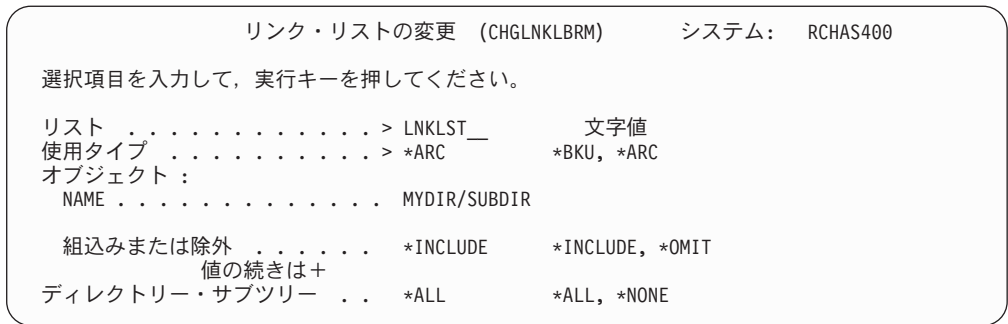 リンク・リストの変更 (CHGLNKLBRM) システム: RCHAS400
選択項目を入力して，実行キーを押してください。
リスト . . . . . . . . . . . . > LNKLST__ 文字値
使用タイプ . . . . . . . . . . > *ARC *BKU, *ARC
オブジェクト :
NAME . . . . . . . . . . . . . MYDIR/SUBDIR
組込みまたは除外 . . . . . . *INCLUDE *INCLUDE, *OMIT
値の続きは＋
ディレクトリー・サブツリー . . *ALL *ALL, *NONE